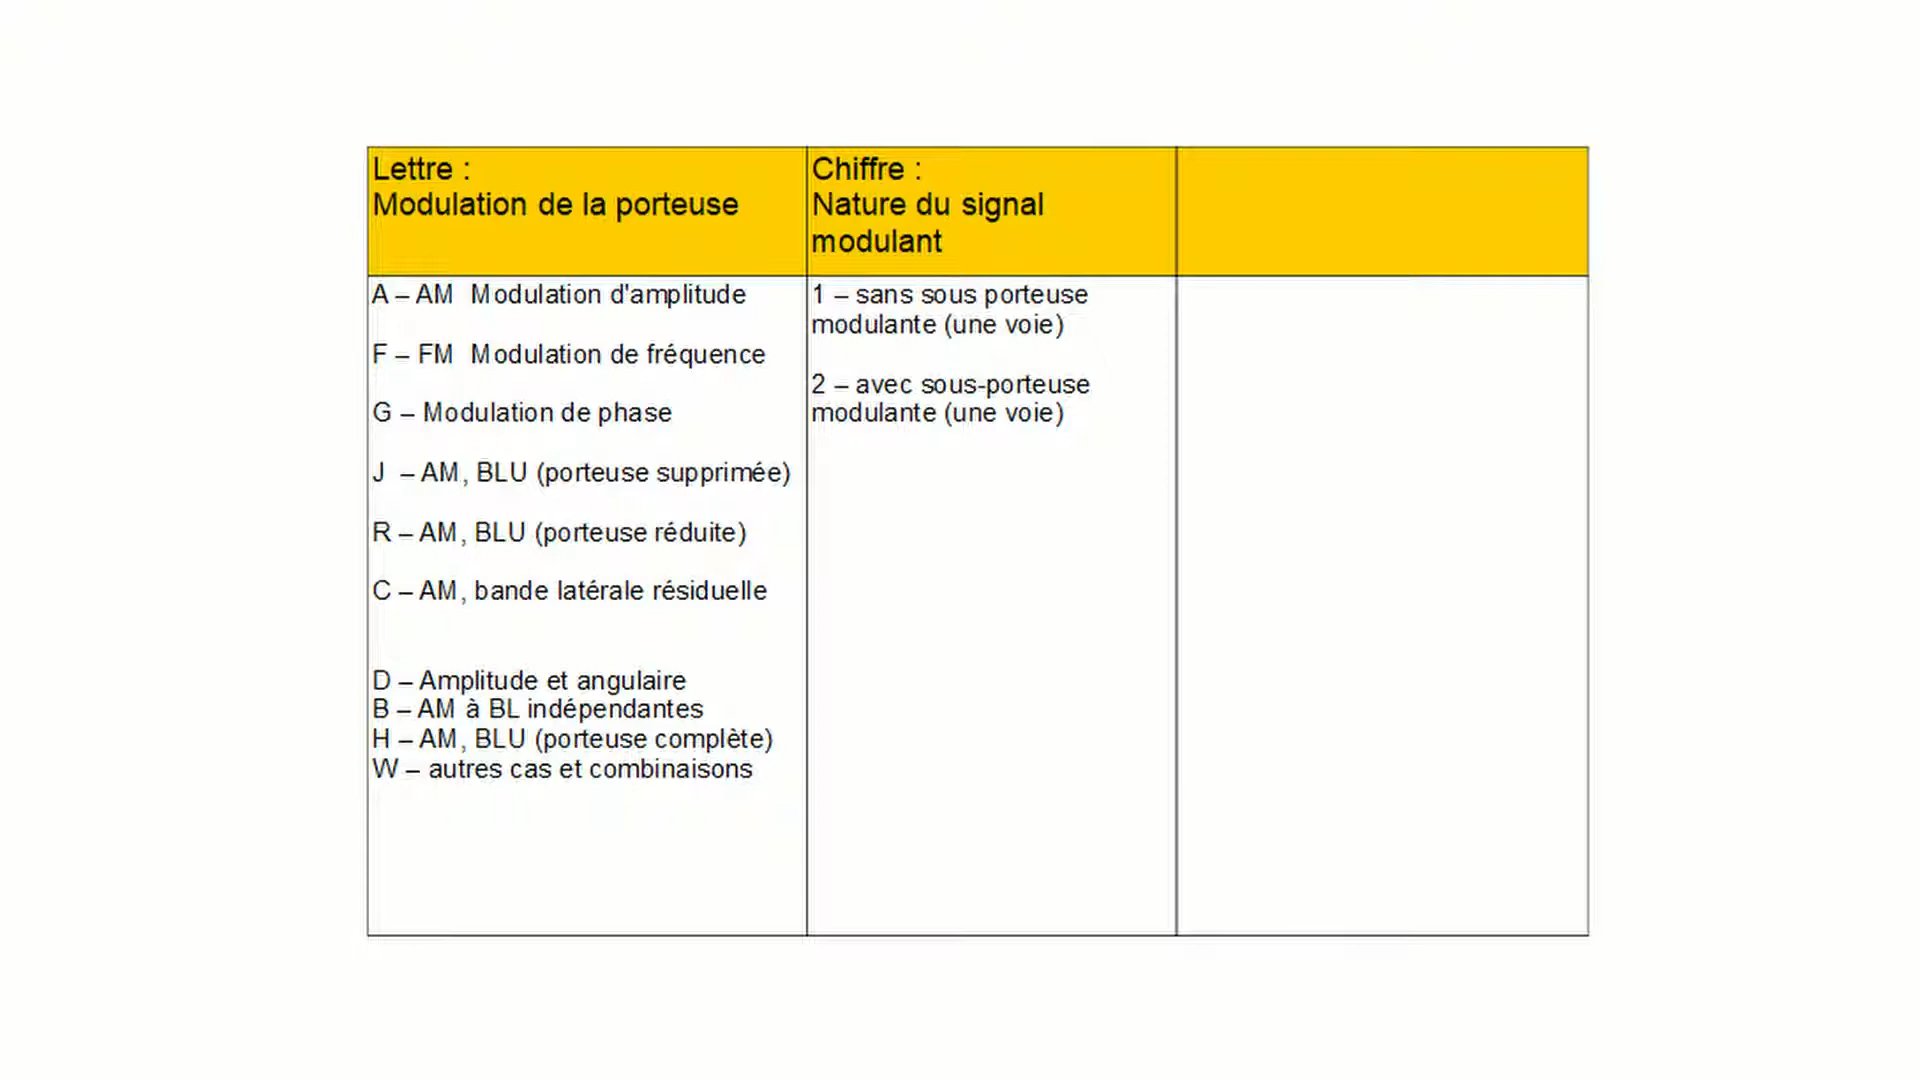 Lettre :
Modulation de la porteuse
Chiffre :
Nature du signal
modulant
A – AM  Modulation d'amplitude
F – FM  Modulation de fréquence
G – Modulation de phase
J  – AM, BLU (porteuse supprimée)
R – AM, BLU (porteuse réduite)
C – AM, bande latérale résiduelle
D – Amplitude et angulaire
B – AM à BL indépendantes
H – AM, BLU (porteuse complète)
W – autres cas et combinaisons
1 – sans sous porteuse
modulante (une voie)
2 – avec sous-porteuse
modulante (une voie)